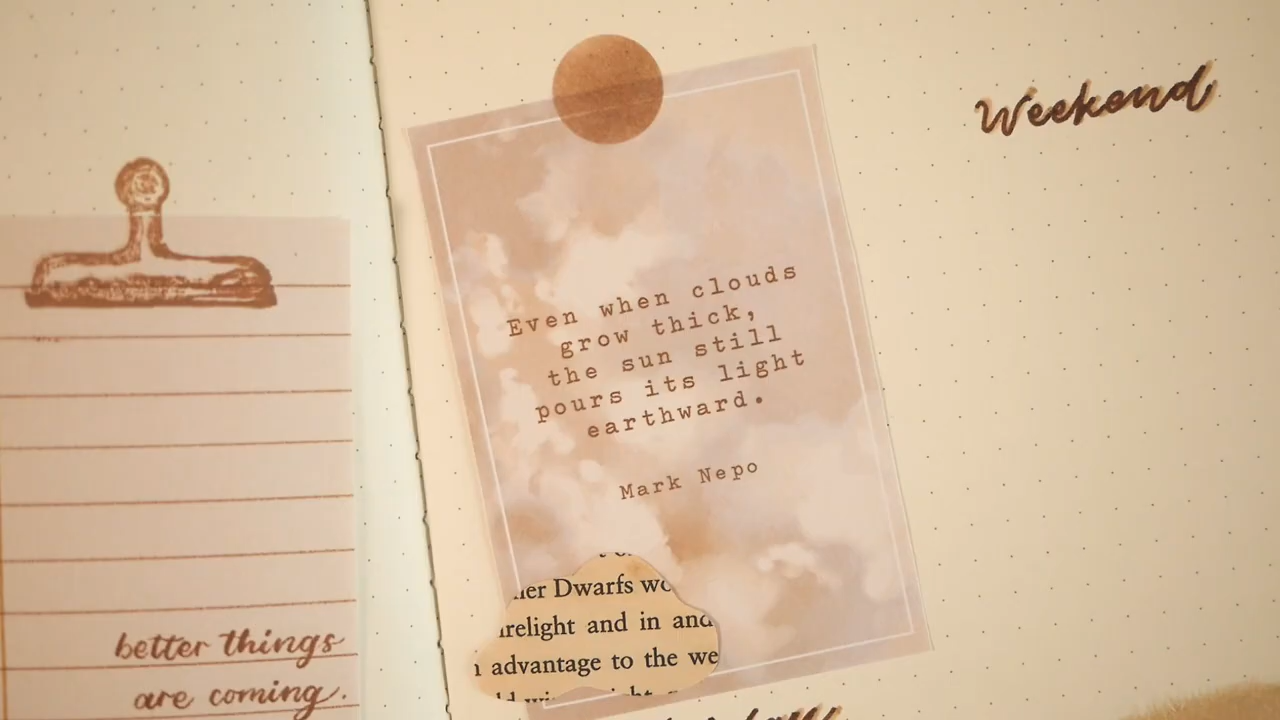 better things
are coming.
Even when clouds
grow thick,
the sun still
pours its light
earthward.
Mark Nepo
Dwarfs
and in and
advantage to the we
Weekend